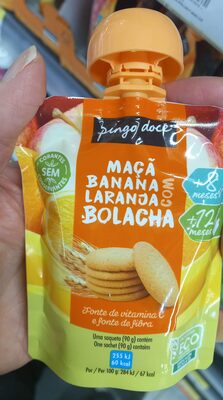 pingo doce
CORANTES
SEM
CONSERVANTES
MAÇÃ
BANANA
LARANJA
COM
BOLACHA
+8
meses
+12
meses
Fonte de vitamina C
e fonte de fibra
Uma saqueta (90 g) contém
One sachet (90 g) contains
255 kJ
60 kcal
Por / Per 100 g: 284 kJ / 67 kcal
ECO